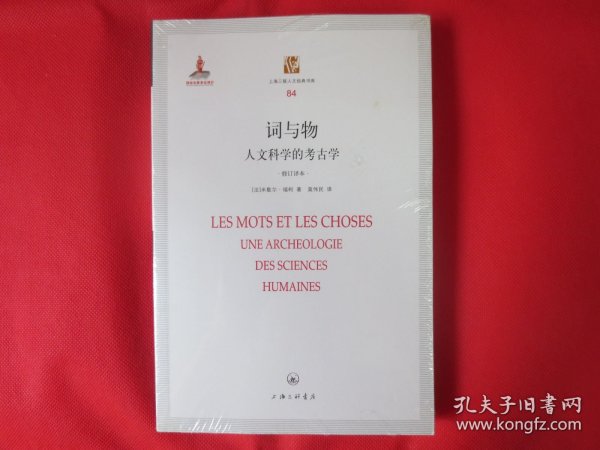 上海三联人文经典书库
84
词与物
人文科学的考古学
·修订译本·
[法]米歇尔·福柯 著 莫伟民 译
LES MOTS ET LES CHOSES
UNE ARCHEOLOGIE
DES SCIENCES
HUMAINES
上海三联书店
孔夫子旧书网
www.kongfz.com